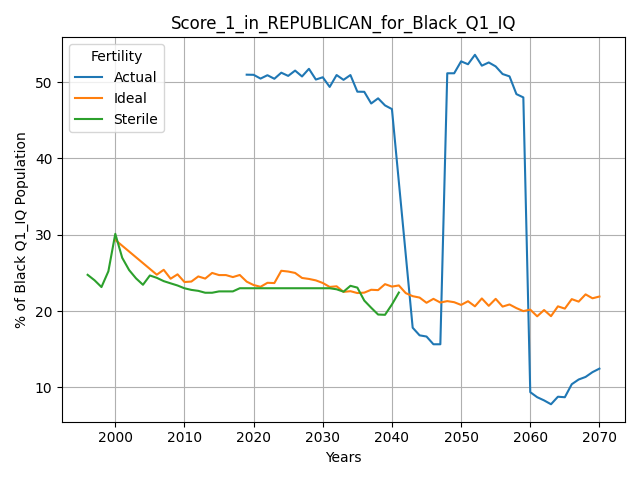 Score_1_in_REPUBLICAN_for_Black_Q1_IQ
Fertility
Actual
Ideal
Sterile
% of Black Q1_IQ Population
50
40
30
20
10
2000 2010 2020 2030 2040 2050 2060 2070
Years